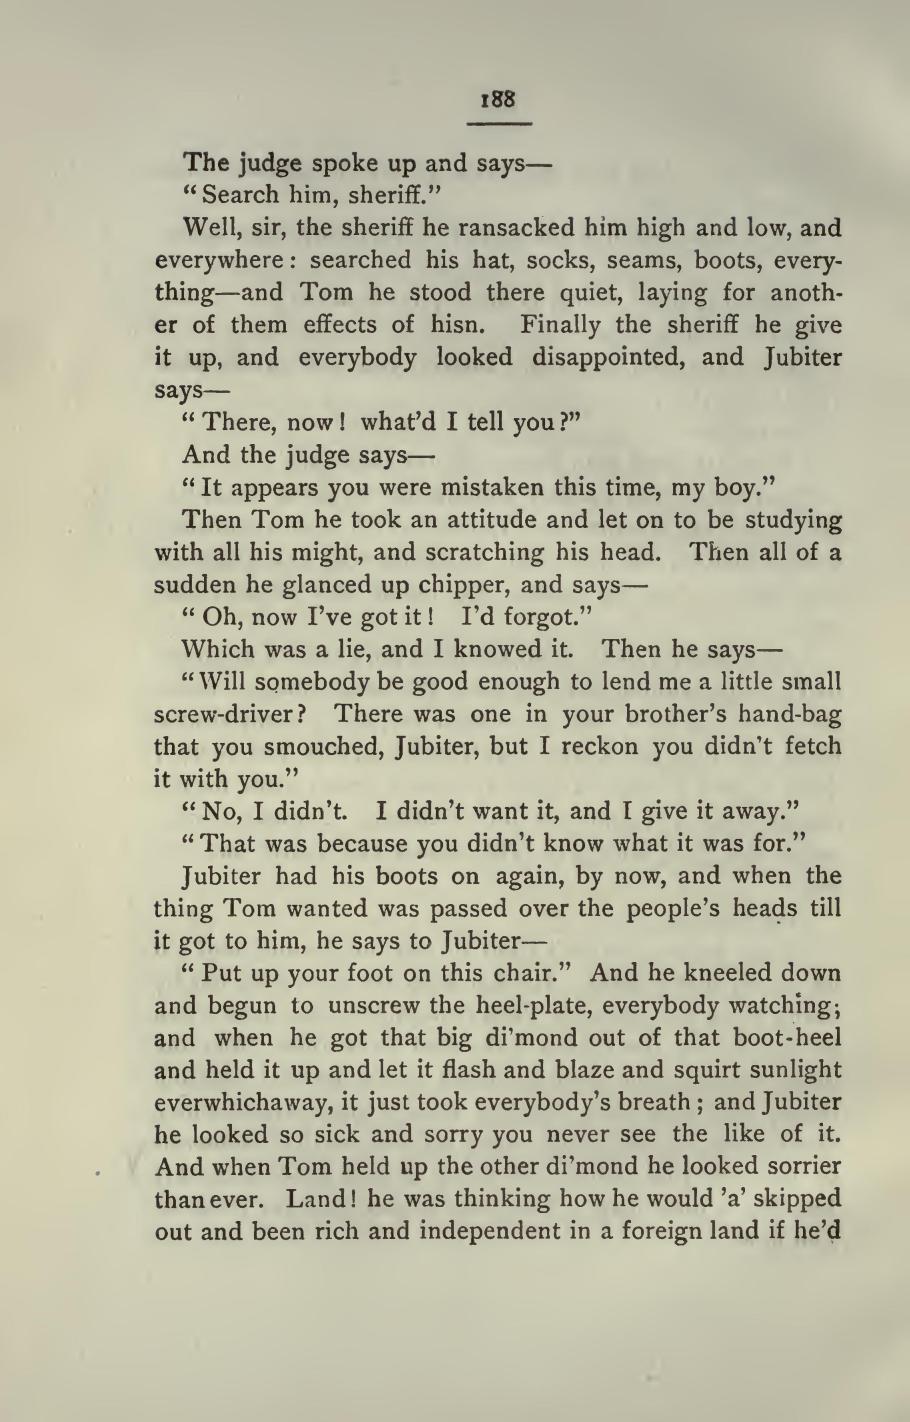 188
The judge spoke up and says—
“Search him, sheriff.”
Well, sir, the sheriff he ransacked him high and low, and
everywhere: searched his hat, socks, seams, boots, every-
thing—and Tom he stood there quiet, laying for anoth-
er of them effects of hisn. Finally the sheriff he give
it up, and everybody looked disappointed, and Jubiter
says—
“There, now! what’d I tell you?”
And the judge says—
“It appears you were mistaken this time, my boy.”
Then Tom he took an attitude and let on to be studying
with all his might, and scratching his head. Then all of a
sudden he glanced up chipper, and says—
“Oh, now I’ve got it! I’d forgot.”
Which was a lie, and I knowed it. Then he says—
“Will somebody be good enough to lend me a little small
screw-driver? There was one in your brother’s hand-bag
that you smouched, Jubiter, but I reckon you didn’t fetch
it with you.”
“No, I didn’t. I didn’t want it, and I give it away.”
“That was because you didn’t know what it was for.”
Jubiter had his boots on again, by now, and when the
thing Tom wanted was passed over the people’s heads till
it got to him, he says to Jubiter—
“Put up your foot on this chair.” And he kneeled down
and begun to unscrew the heel-plate, everybody watching;
and when he got that big di’mond out of that boot-heel
and held it up and let it flash and blaze and squirt sunlight
everwhichaway, it just took everybody’s breath; and Jubiter
he looked so sick and sorry you never see the like of it.
And when Tom held up the other di’mond he looked sorrier
than ever. Land! he was thinking how he would ’a’ skipped
out and been rich and independent in a foreign land if he’d